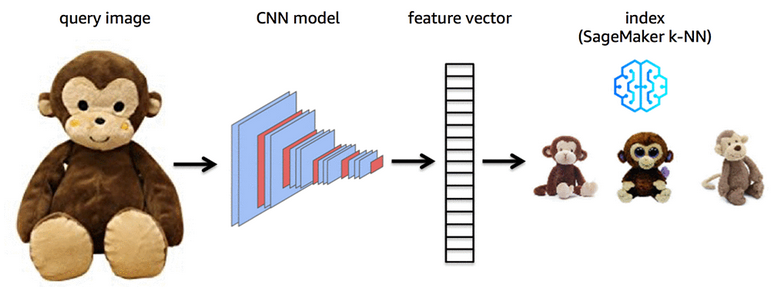 query image
CNN model
feature vector
index
(SageMaker k-NN)